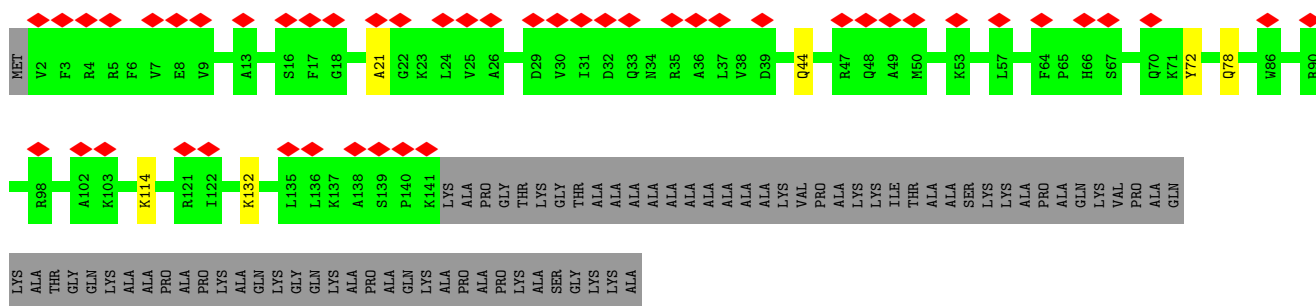 MET V2 F3 R4 R5 F6 V7 E8 V9 A13 S16 F17 G18 A21 G22 K23 L24 V25 A26 D29 V30 I31 D32 Q33 N34 R35 A36 L37 V38 D39 Q44 R47 Q48 A49 M50 K53 L57 F64 P65 H66 S67 Q70 K71 Y72 Q78 W86 R90
R98 A102 K103 K114 R121 I122 K132 L135 L136 K137 A138 S139 P140 K141 LYS ALA PRO GLY THR LYS GLY THR ALA ALA ALA ALA ALA ALA ALA ALA ALA ALA LYS VAL PRO ALA LYS LYS ILE THR ALA ALA SER LYS LYS ALA PRO ALA GLN LYS VAL PRO ALA GLN
LYS ALA THR GLY GLN LYS ALA ALA PRO ALA PRO LYS ALA GLN LYS GLY GLN LYS ALA PRO ALA GLN LYS ALA PRO ALA PRO LYS ALA SER GLY LYS LYS ALA